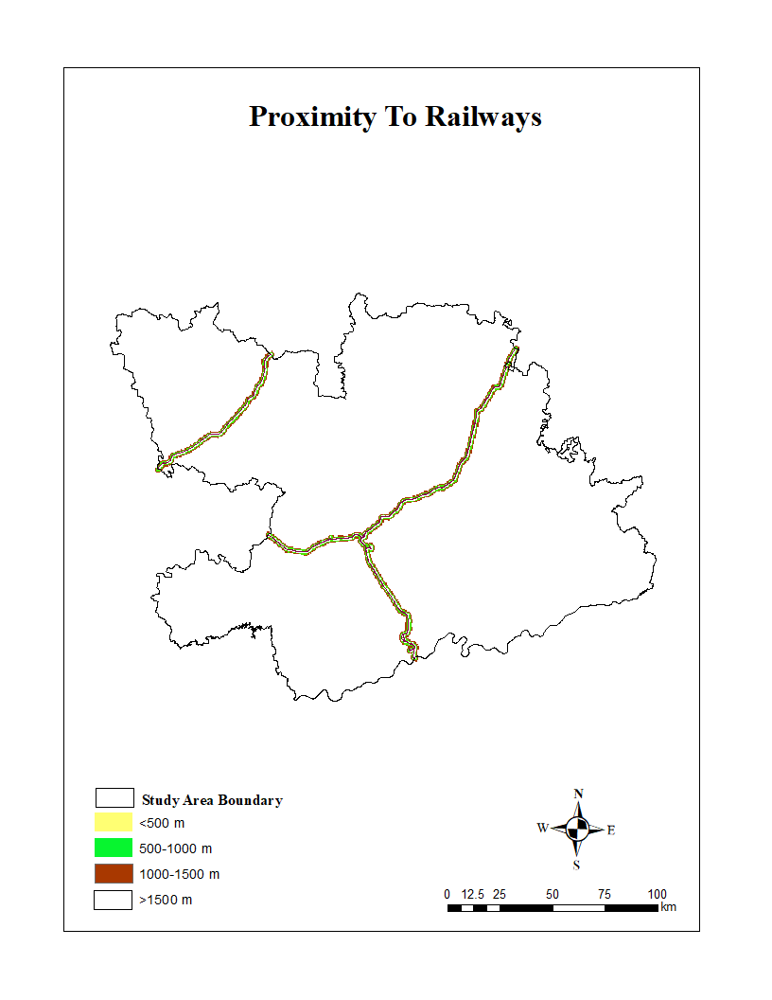 Proximity To Railways
Study Area Boundary
<500 m
500-1000 m
1000-1500 m
>1500 m
N
W E
S
0 12.5 25 50 75 100
km